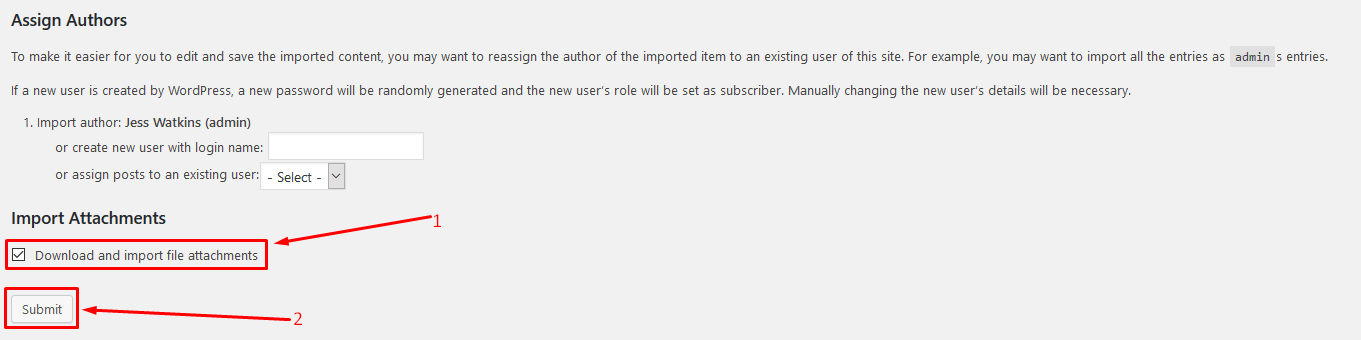 Assign Authors
To make it easier for you to edit and save the imported content, you may want to reassign the author of the imported item to an existing user of this site. For example, you may want to import all the entries as admin s entries.
If a new user is created by WordPress, a new password will be randomly generated and the new user's role will be set as subscriber. Manually changing the new user's details will be necessary.
1. Import author: Jess Watkins (admin)
or create new user with login name:
or assign posts to an existing user: - Select -
Import Attachments
1
Download and import file attachments
Submit
2